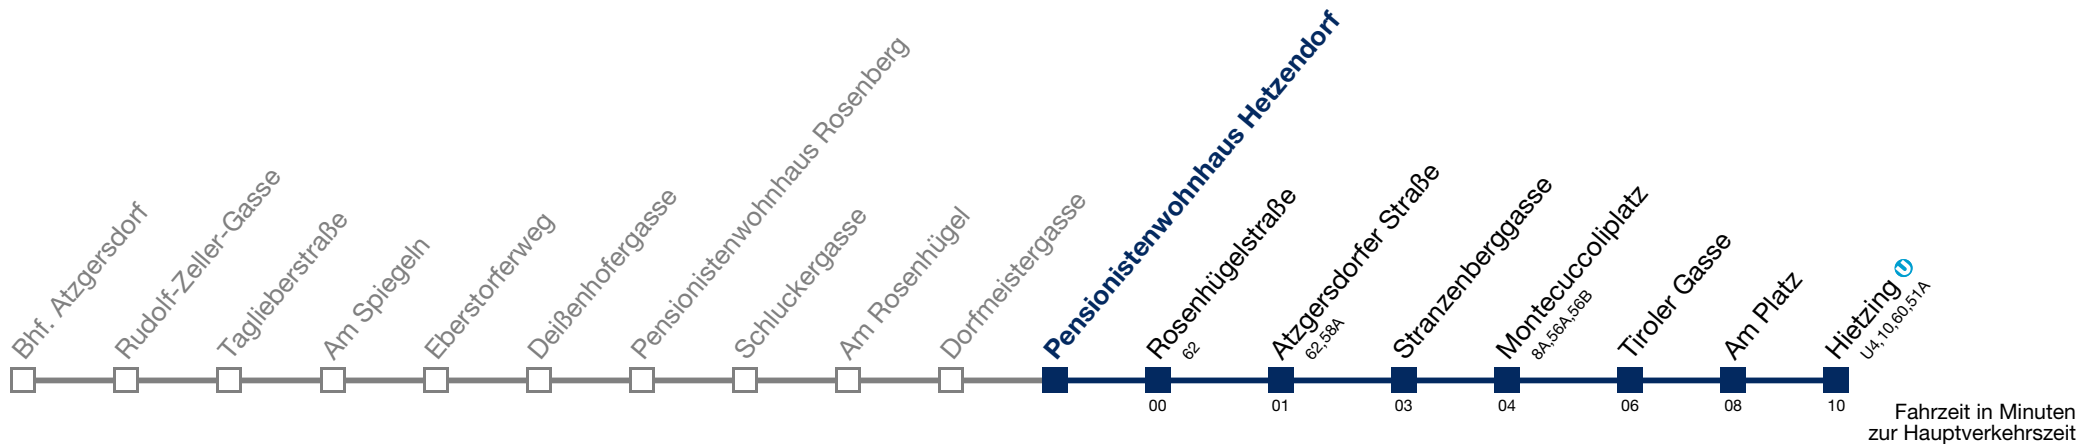 Bhf. Atzgersdorf
Rudolf-Zeller-Gasse
Taglieberstraße
Am Spiegeln
Eberstorferweg
Deißenhofergasse
Pensionistenwohnhaus Rosenberg
Schluckergasse
Am Rosenhügel
Dorfmeistergasse
Pensionistenwohnhaus Hetzendorf
Rosenhügelstraße
62
Atzgersdorfer Straße
62,58A
Stranzenberggasse
Montecuccoliplatz
8A,56A,56B
Tiroler Gasse
Am Platz
Hietzing U
U4,10,60,51A
00 01 03 04 06 08 10
Fahrzeit in Minuten
zur Hauptverkehrszeit